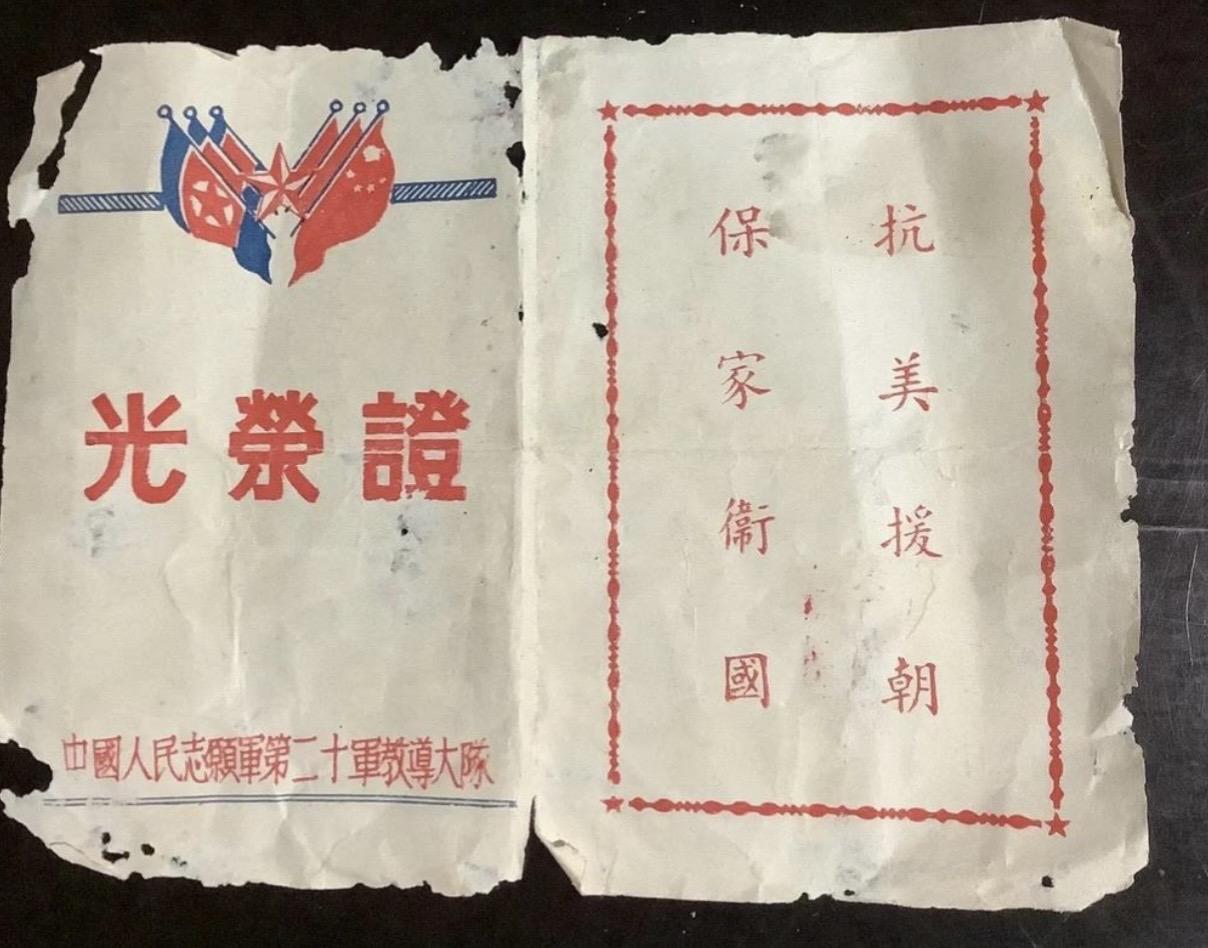 光榮證
中國人民志願軍第二十軍教導大隊
抗美援朝
保家衞國